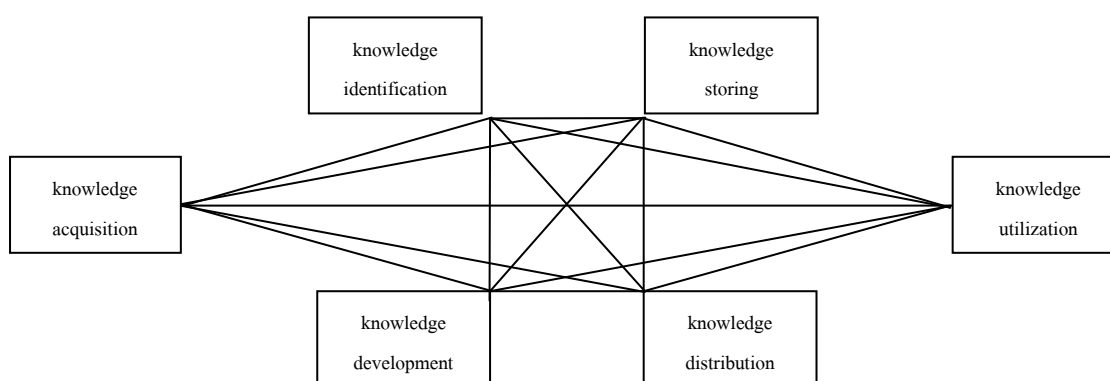 knowledge
identification
knowledge
storing
knowledge
acquisition
knowledge
utilization
knowledge
development
knowledge
distribution